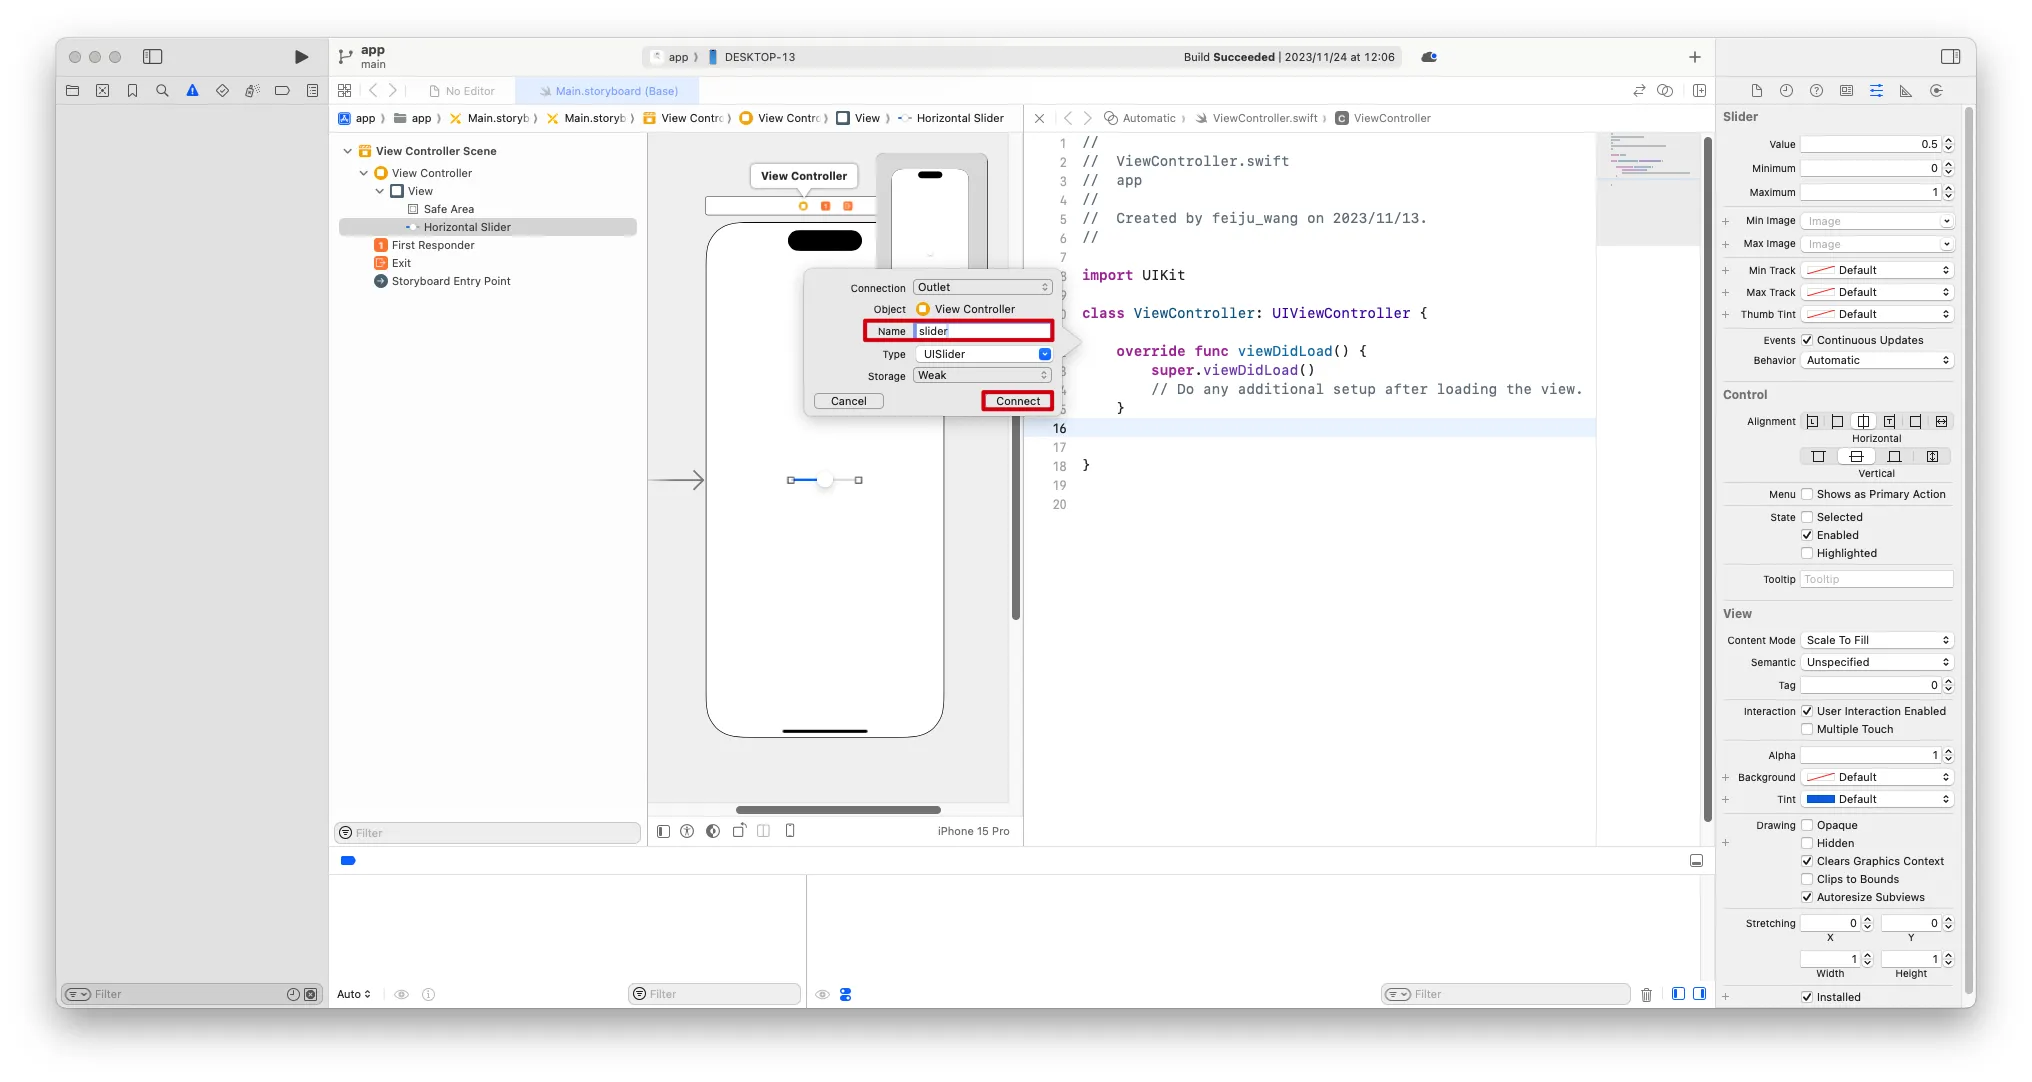 app
main
app
DESKTOP-13
Build Succeeded | 2023/11/24 at 12:06
No Editor
Main.storyboard (Base)
app
app
Main.storyb
Main.storyb
View Contrc
View Contrc
View
Horizontal Slider
Automatic
ViewController.swift
C
ViewController
View Controller Scene
View Controller
View
Safe Area
Horizontal Slider
1
First Responder
Exit
Storyboard Entry Point
Filter
View Controller
Connection Outlet
Object View Controller
Name slider
Type UISlider
Storage Weak
Cancel
Connect
iPhone 15 Pro
1 //
2 //  ViewController.swift
3 //  app
4 //
5 //  Created by feiju_wang on 2023/11/13.
6 //
7
8 import UIKit
9
class ViewController: UIViewController {
override func viewDidLoad() {
super.viewDidLoad()
// Do any additional setup after loading the view.
}
16
17
18 }
19
20
Slider
Value 0.5
Minimum 0
Maximum 1
Min Image Image
Max Image Image
Min Track Default
Max Track Default
Thumb Tint Default
Events Continuous Updates
Behavior Automatic
Control
Alignment
Horizontal
Vertical
Menu Shows as Primary Action
State Selected
Enabled
Highlighted
Tooltip Tooltip
View
Content Mode Scale To Fill
Semantic Unspecified
Tag 0
Interaction User Interaction Enabled
Multiple Touch
Alpha 1
Background Default
Tint Default
Drawing Opaque
Hidden
Clears Graphics Context
Clips to Bounds
Autoresize Subviews
Stretching 0 0
X Y
1 1
Width Height
Installed
Filter
Auto
Filter
Filter